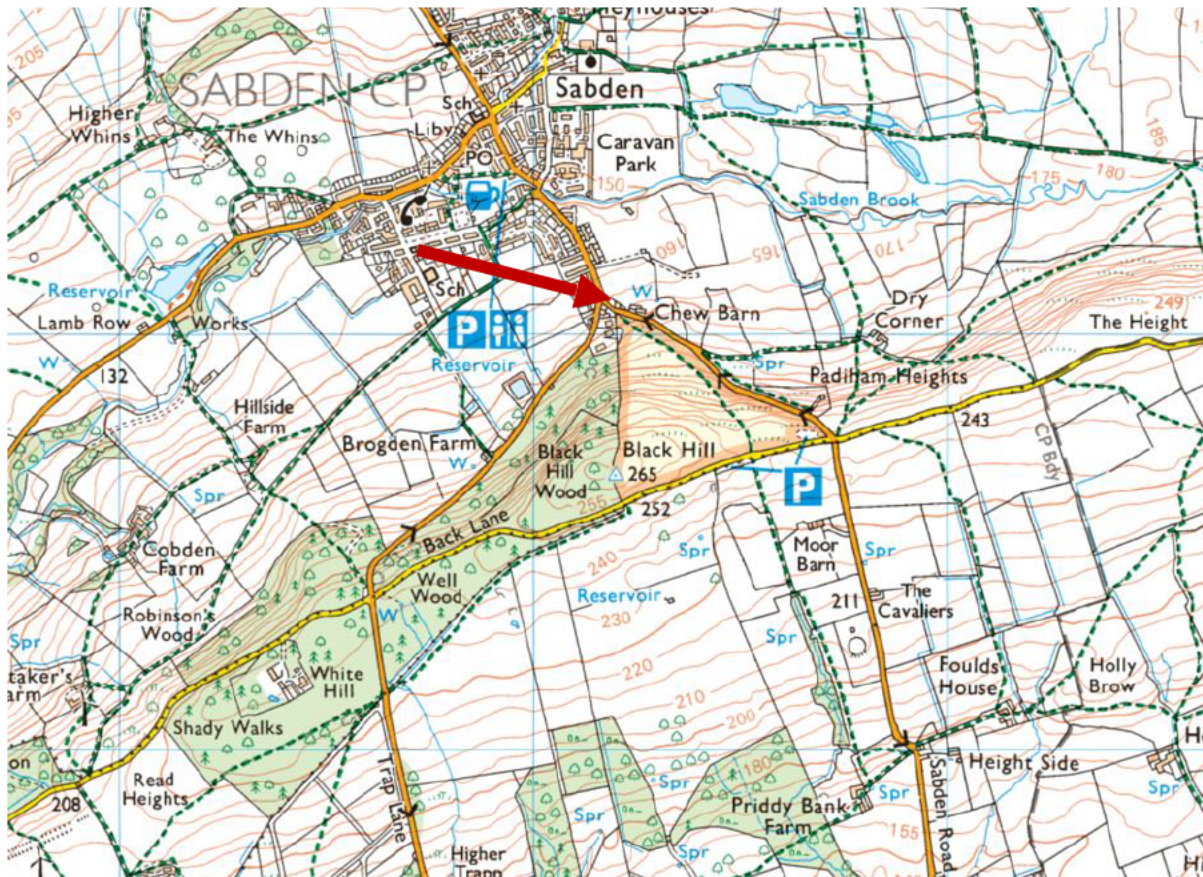 Sabden
SABDEN CP
205
185
Higher
Whins
The Whins
Sch
Liby
PO
Caravan
Park
150
175
180
Sabden Brook
160
165
170
Sch
Reservoir
W
Chew Barn
Dry
Corner
249
The Height
Lamb Row
Works
P
Reservoir
Spr
W
132
Padiham Heights
Hillside
Farm
243
Brogden Farm
Black
Hill
Wood
Black Hill
265
W
CP Bdy
P
Spr
255
252
Back Lane
Cobden
Farm
240
Spr
Moor
Barn
Spr
Well
Wood
Reservoir
230
The
Cavaliers
211
Robinson's
Wood
W
Spr
Spr
White
Hill
220
Foulds
House
Holly
Brow
Shady Walks
210
200
Trap Lane
Read
Heights
Height Side
208
Spr
180
Sabden Road
Spr
Priddy Bank
Farm
155
Higher
Trapp
Spr